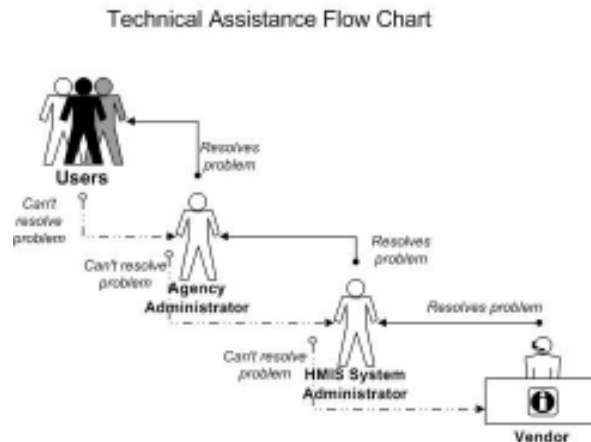 Technical Assistance Flow Chart
Resolves
problem
Users
Can't
resolve
problem
Resolves
problem
Can't resolve
problem
Agency
Administrator
Resolves problem
Can't resolve
problem
HMIS System
Administrator
i
Vendor